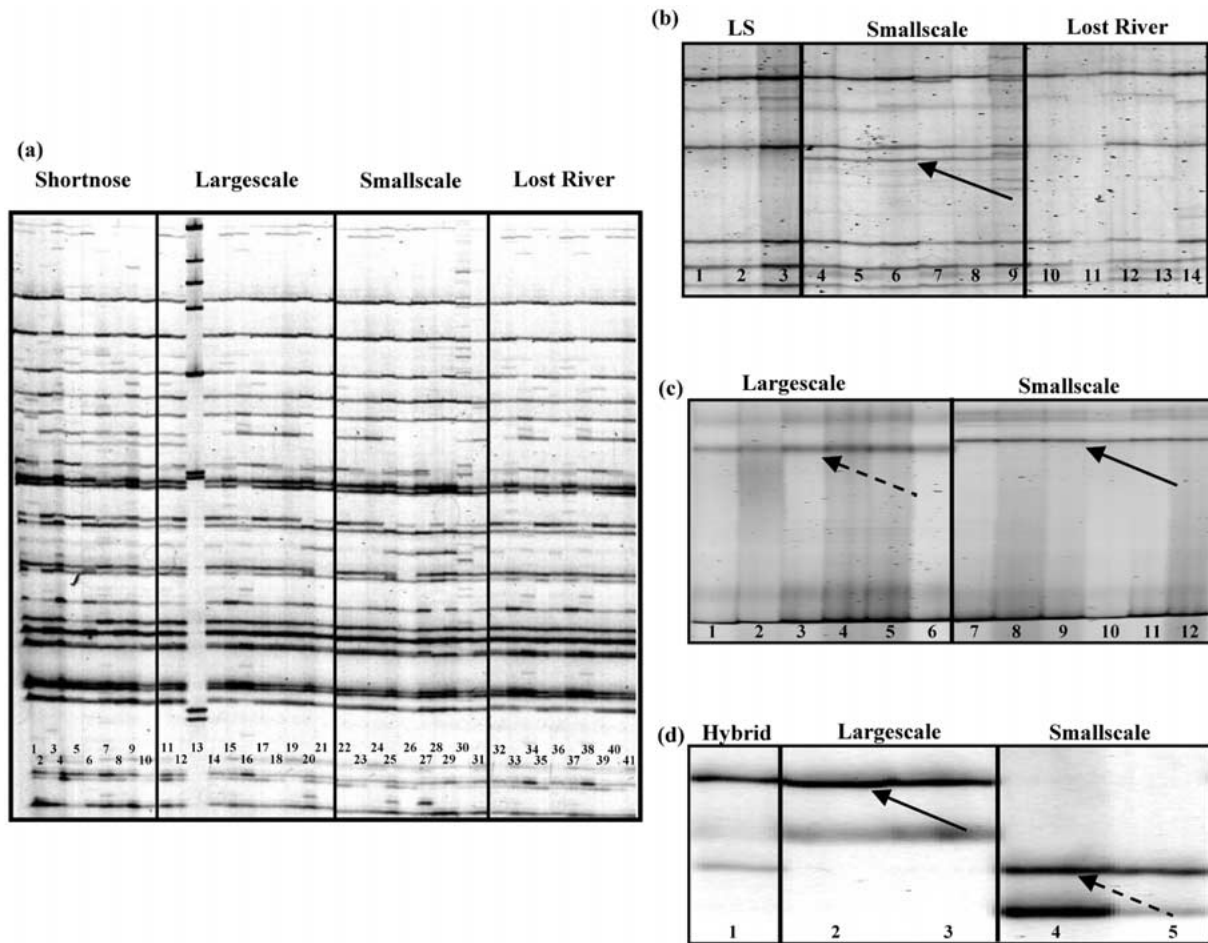 (a)
Shortnose Largescale Smallscale Lost River
1 3 5 7 9 11 13 15 17 19 21 22 24 26 28 30 32 34 36 38 40
2 4 6 8 10 12 14 16 18 20 23 25 27 29 31 33 35 37 39 41
(b)
LS Smallscale Lost River
1 2 3 4 5 6 7 8 9 10 11 12 13 14
(c)
Largescale Smallscale
1 2 3 4 5 6 7 8 9 10 11 12
(d)
Hybrid Largescale Smallscale
1 2 3 4 5